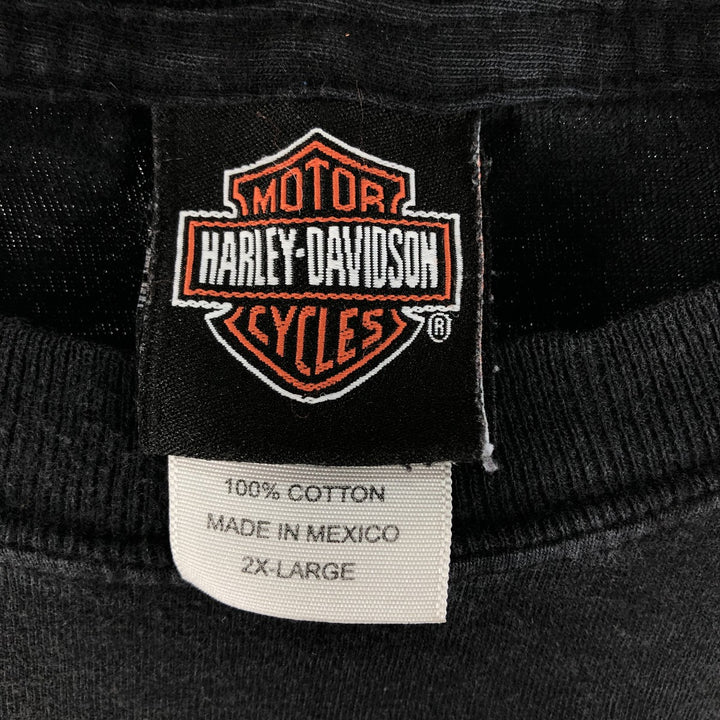 MOTOR
HARLEY-DAVIDSON
CYCLES
®
100% COTTON
MADE IN MEXICO
2X-LARGE